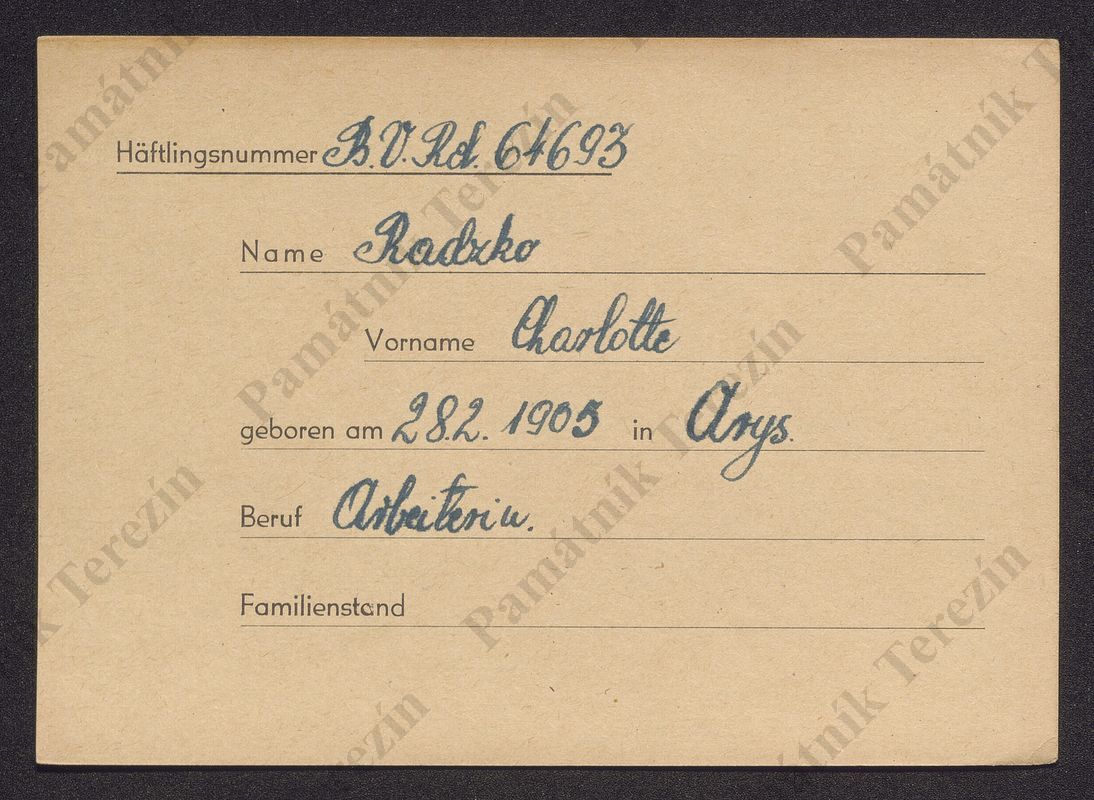 Häftlingsnummer B.V. Rd. 64693
Name Radzko
Vorname Charlotte
geboren am 28.2. 1905 in Arys.
Beruf Arbeiterin.
Familienstand
Památník Terezín